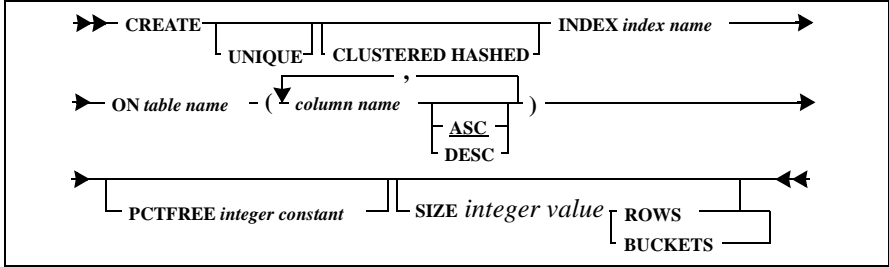 CREATE UNIQUE CLUSTERED HASHED INDEX index name
,
ON table name ( column name ASC DESC )
PCTFREE integer constant SIZE integer value ROWS BUCKETS